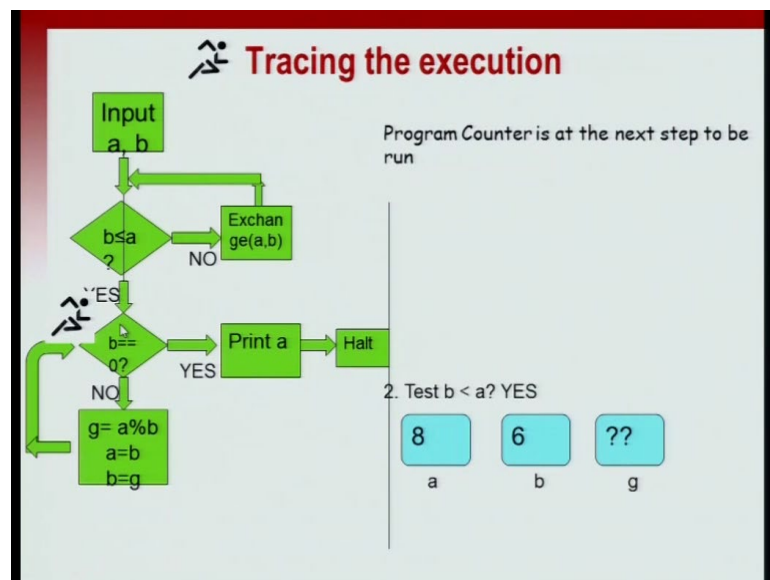 Tracing the execution
Input
a, b
Program Counter is at the next step to be
run
b≤a
?
Exchan
ge(a,b)
NO
YES
b==
0?
Print a
Halt
YES
NO
g= a%b
a=b
b=g
2. Test b < a? YES
8 6 ??
a b g